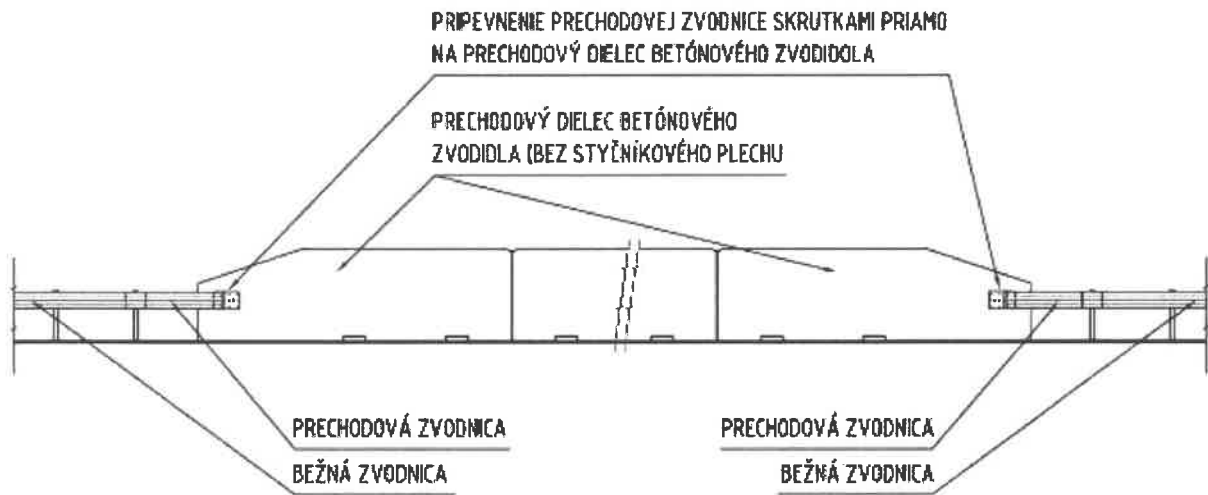 PRIPEVNENIE PRECHODOVEJ ZVODNICE SKRUTKAMI PRIAMO
NA PRECHODOVÝ DIELEC BETÓNOVÉHO ZVODIDOLA
PRECHODOVÝ DIELEC BETÓNOVÉHO
ZVODIDLA (BEZ STYČNÍKOVÉHO PLECHU
PRECHODOVÁ ZVODNICA
BEŽNÁ ZVODNICA
PRECHODOVÁ ZVODNICA
BEŽNÁ ZVODNICA